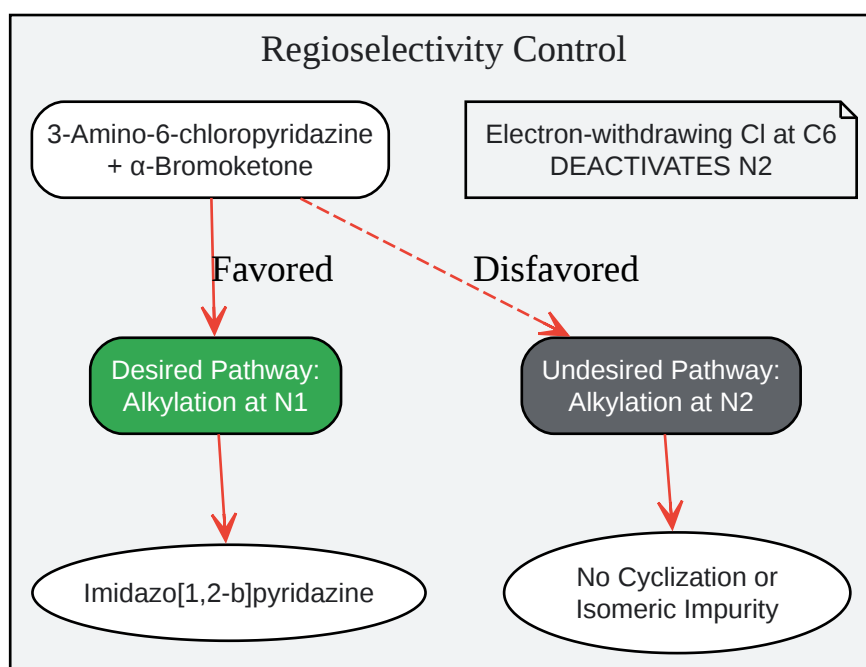 Regioselectivity Control
3-Amino-6-chloropyridazine
+ α-Bromoketone
Electron-withdrawing Cl at C6
DEACTIVATES N2
Favored
Disfavored
Desired Pathway:
Alkylation at N1
Undesired Pathway:
Alkylation at N2
Imidazo[1,2-b]pyridazine
No Cyclization or
Isomeric Impurity